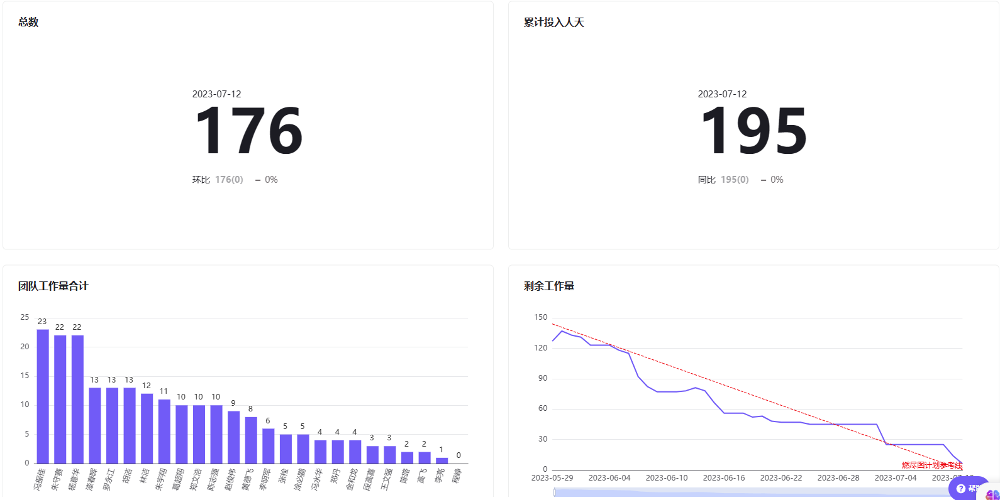 总数
2023-07-12
176
环比 176(0) – 0%
累计投入人天
2023-07-12
195
同比 195(0) – 0%
团队工作量合计
25
20
15
10
5
0
23 22 22 13 13 13 12 11 10 10 10 9 8 6 5 5 4 4 4 3 3 2 2 1 0
冯振佳 朱守赛 杨意华 漆春晖 罗永江 胡洁 林洁 朱宇翔 葛超翔 郑文浩 陈志强 赵俊伟 黄德飞 李明军 张检 涂必鹏 冯水华 郑丹 金和龙 段高富 王文强 陈路 高飞 李亮 程峥
剩余工作量
150
120
90
60
30
0
燃尽图计划参考线
2023-05-29 2023-06-04 2023-06-10 2023-06-16 2023-06-22 2023-06-28 2023-07-04 2023-07-10